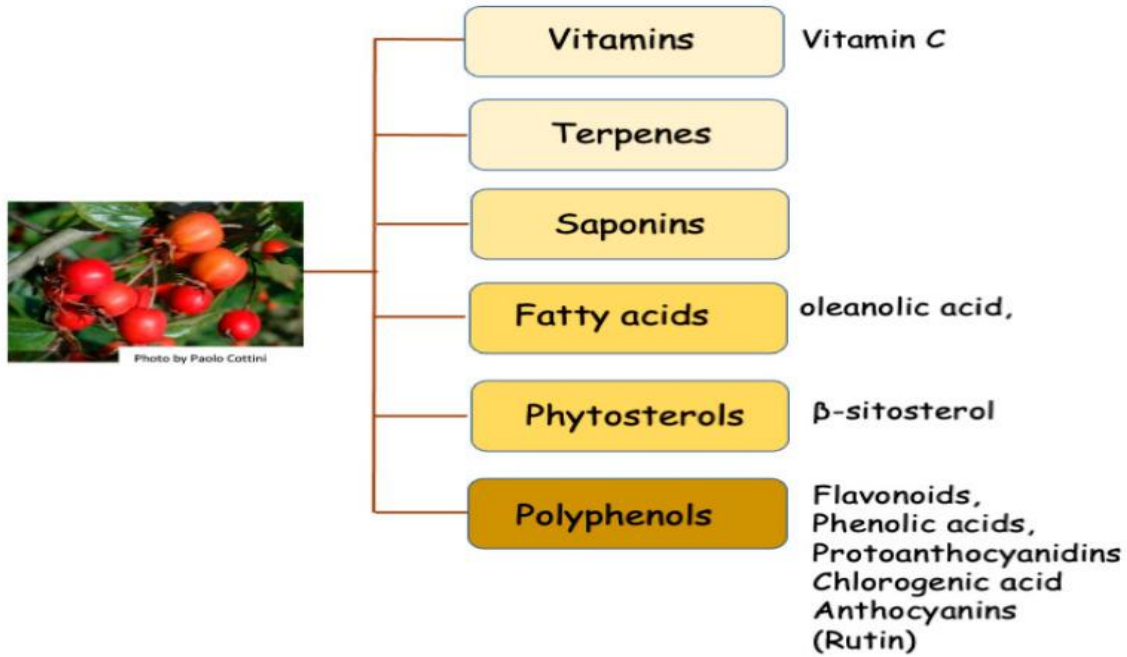 Vitamins
Vitamin C
Terpenes
Saponins
Fatty acids
oleanolic acid,
Photo by Paolo Cottini
Phytosterols
β-sitosterol
Polyphenols
Flavonoids,
Phenolic acids,
Protoanthocyanidins
Chlorogenic acid
Anthocyanins
(Rutin)